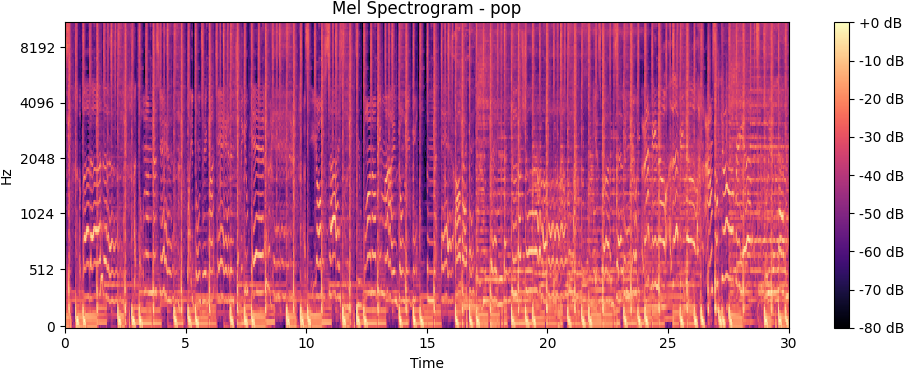 Mel Spectrogram - pop
Hz
8192
4096
2048
1024
512
0
0 5 10 15 20 25 30
Time
+0 dB
-10 dB
-20 dB
-30 dB
-40 dB
-50 dB
-60 dB
-70 dB
-80 dB